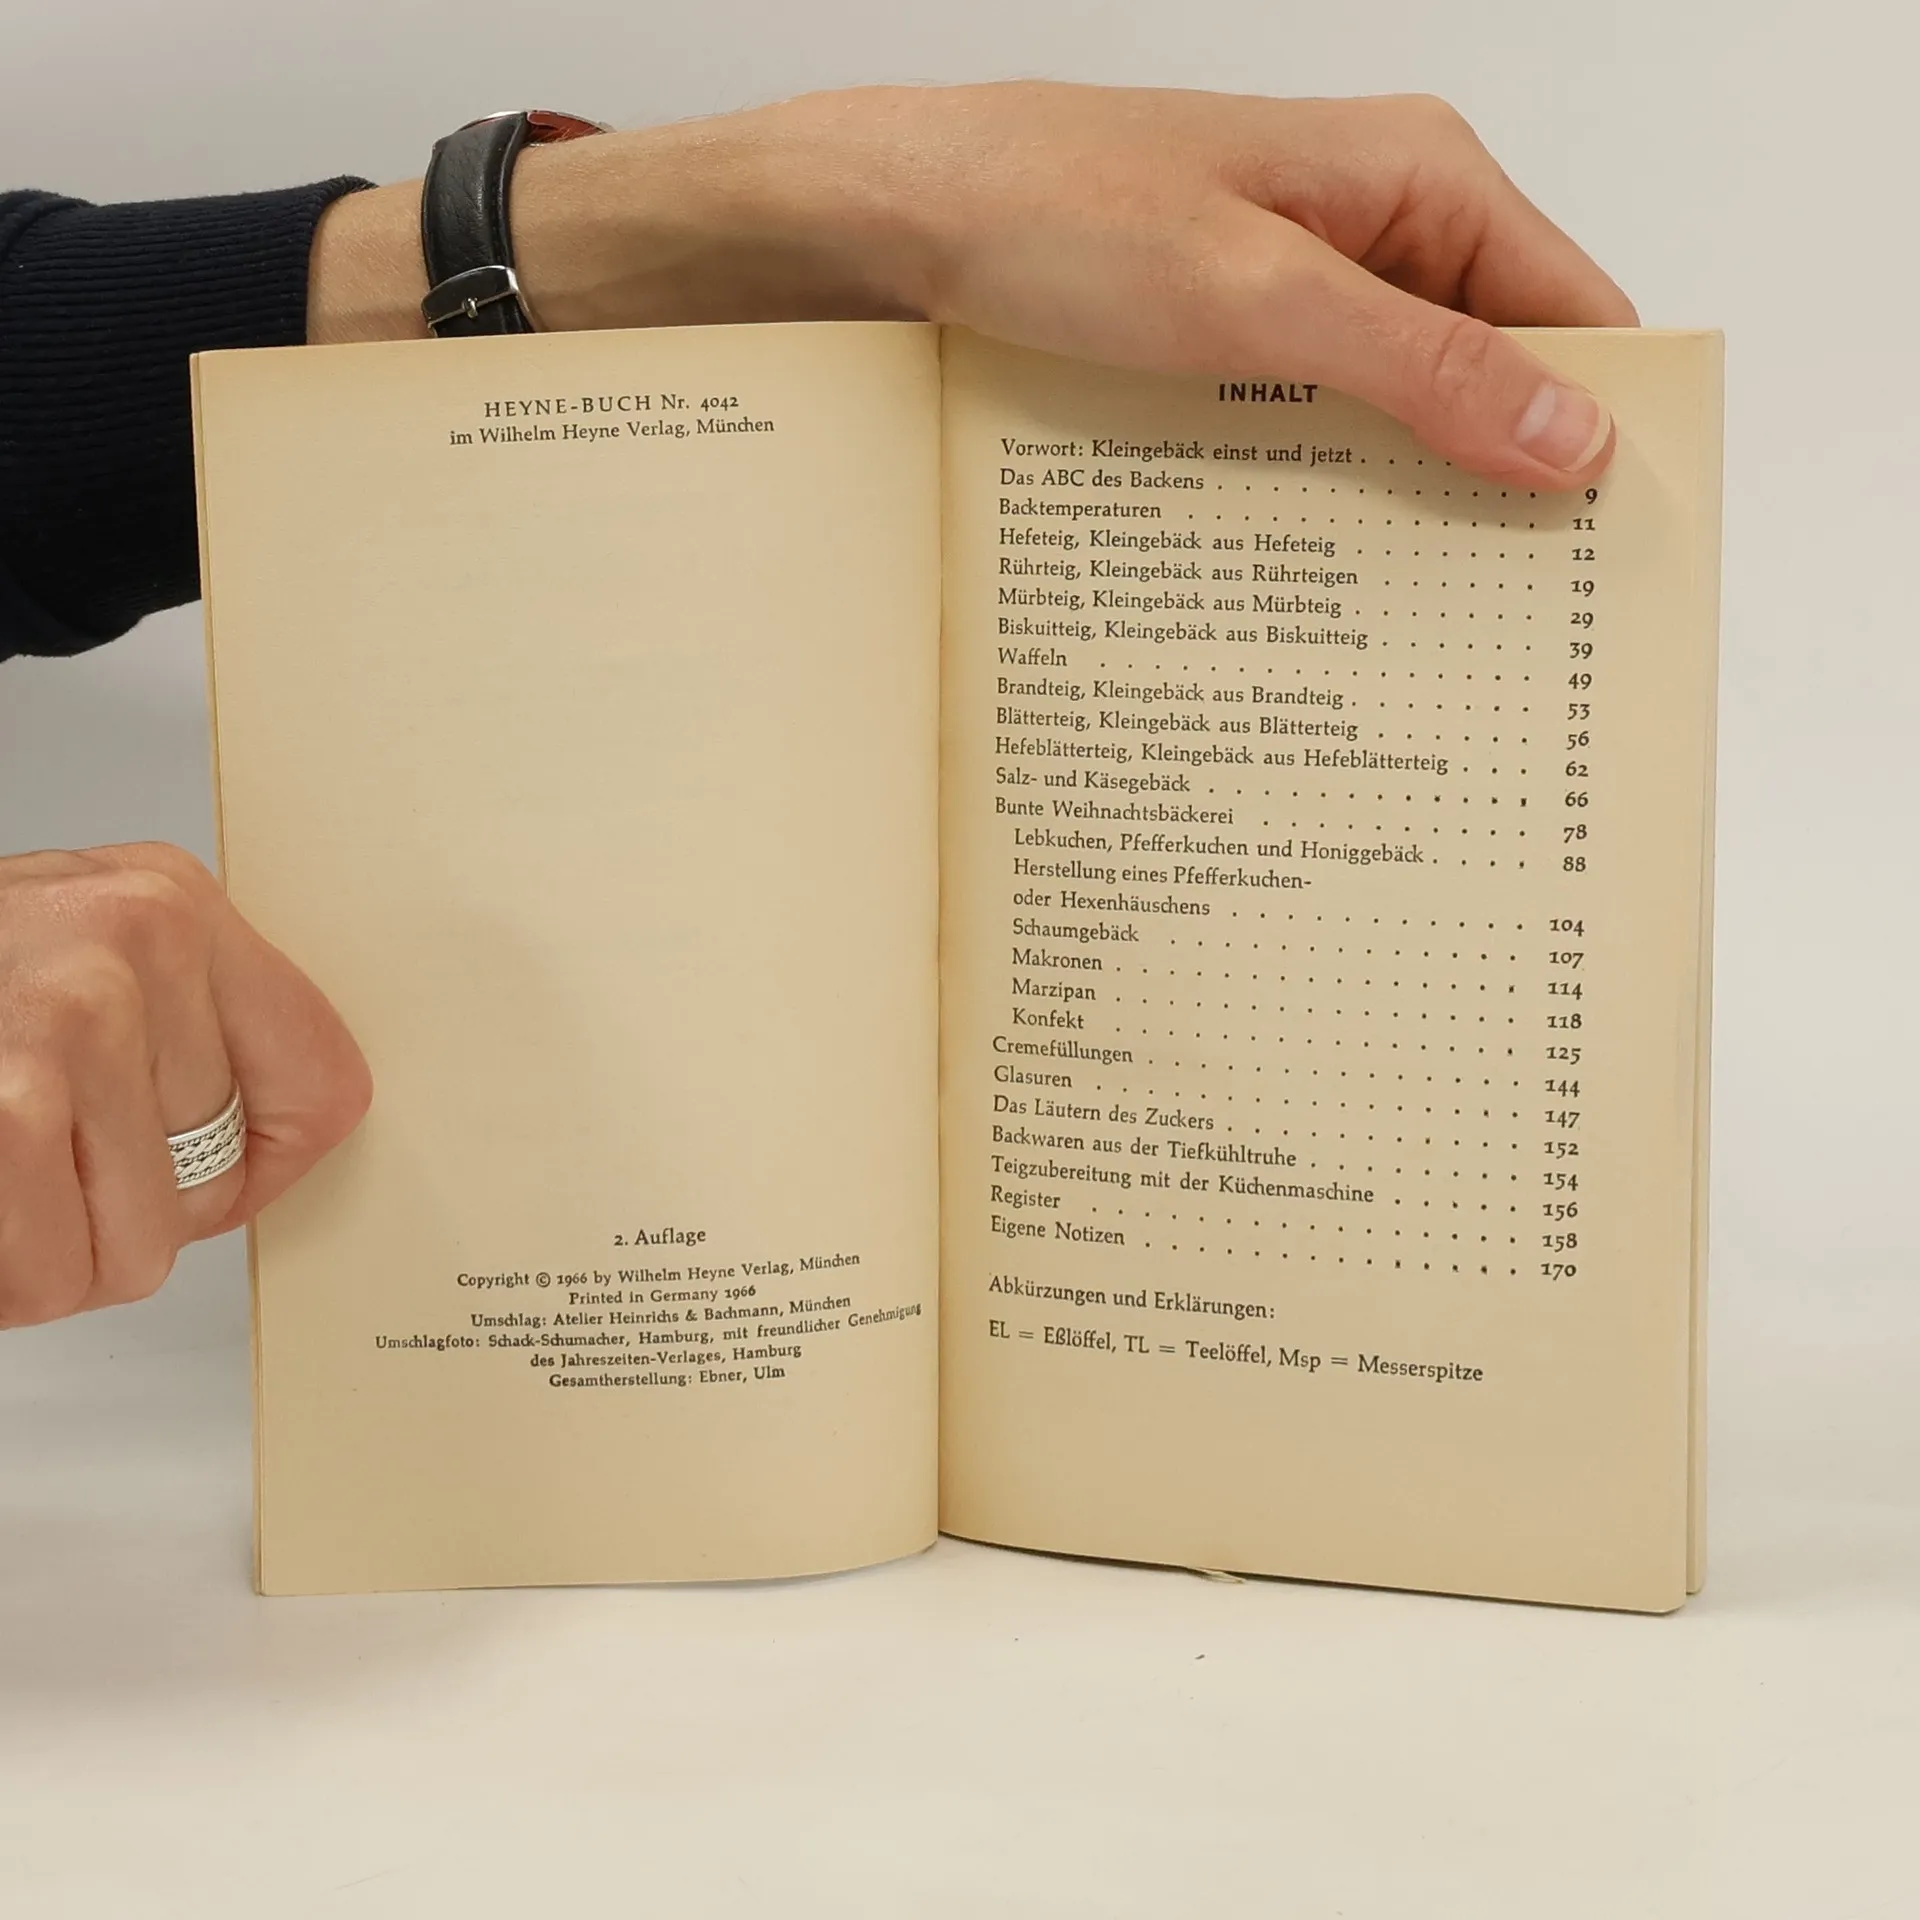 HEYNE-BUCH Nr. 4042
im Wilhelm Heyne Verlag, München
2. Auflage
Copyright © 1966 by Wilhelm Heyne Verlag, München
Printed in Germany 1966
Umschlag: Atelier Heinrichs & Bachmann, München
Umschlagfoto: Schack-Schumacher, Hamburg, mit freundlicher Genehmigung
des Jahreszeiten-Verlages, Hamburg
Gesamtherstellung: Ebner, Ulm
INHALT
Vorwort: Kleingebäck einst und jetzt . . . .
Das ABC des Backens . . . . . . . . . . . . 9
Backtemperaturen . . . . . . . . . . . . . 11
Hefeteig, Kleingebäck aus Hefeteig . . . . . . . 12
Rührteig, Kleingebäck aus Rührteigen . . . . . . 19
Mürbteig, Kleingebäck aus Mürbteig . . . . . . . 29
Biskuitteig, Kleingebäck aus Biskuitteig . . . . . . 39
Waffeln . . . . . . . . . . . . . . . . 49
Brandteig, Kleingebäck aus Brandteig . . . . . . . 53
Blätterteig, Kleingebäck aus Blätterteig . . . . . . 56
Hefeblätterteig, Kleingebäck aus Hefeblätterteig . . . 62
Salz- und Käsegebäck . . . . . . . . . . . . 66
Bunte Weihnachtsbäckerei . . . . . . . . . . 78
Lebkuchen, Pfefferkuchen und Honiggebäck . . . . 88
Herstellung eines Pfefferkuchen-
oder Hexenhäuschens . . . . . . . . . . . 104
Schaumgebäck . . . . . . . . . . . . . 107
Makronen . . . . . . . . . . . . . . . 114
Marzipan . . . . . . . . . . . . . . . 118
Konfekt . . . . . . . . . . . . . . . 125
Cremefüllungen . . . . . . . . . . . . . . 144
Glasuren . . . . . . . . . . . . . . . . 147
Das Läutern des Zuckers . . . . . . . . . . . 152
Backwaren aus der Tiefkühltruhe . . . . . . . . 154
Teigzubereitung mit der Küchenmaschine . . . . . 156
Register . . . . . . . . . . . . . . . . 158
Eigene Notizen . . . . . . . . . . . . . . 170
Abkürzungen und Erklärungen:
EL = Eßlöffel, TL = Teelöffel, Msp = Messerspitze